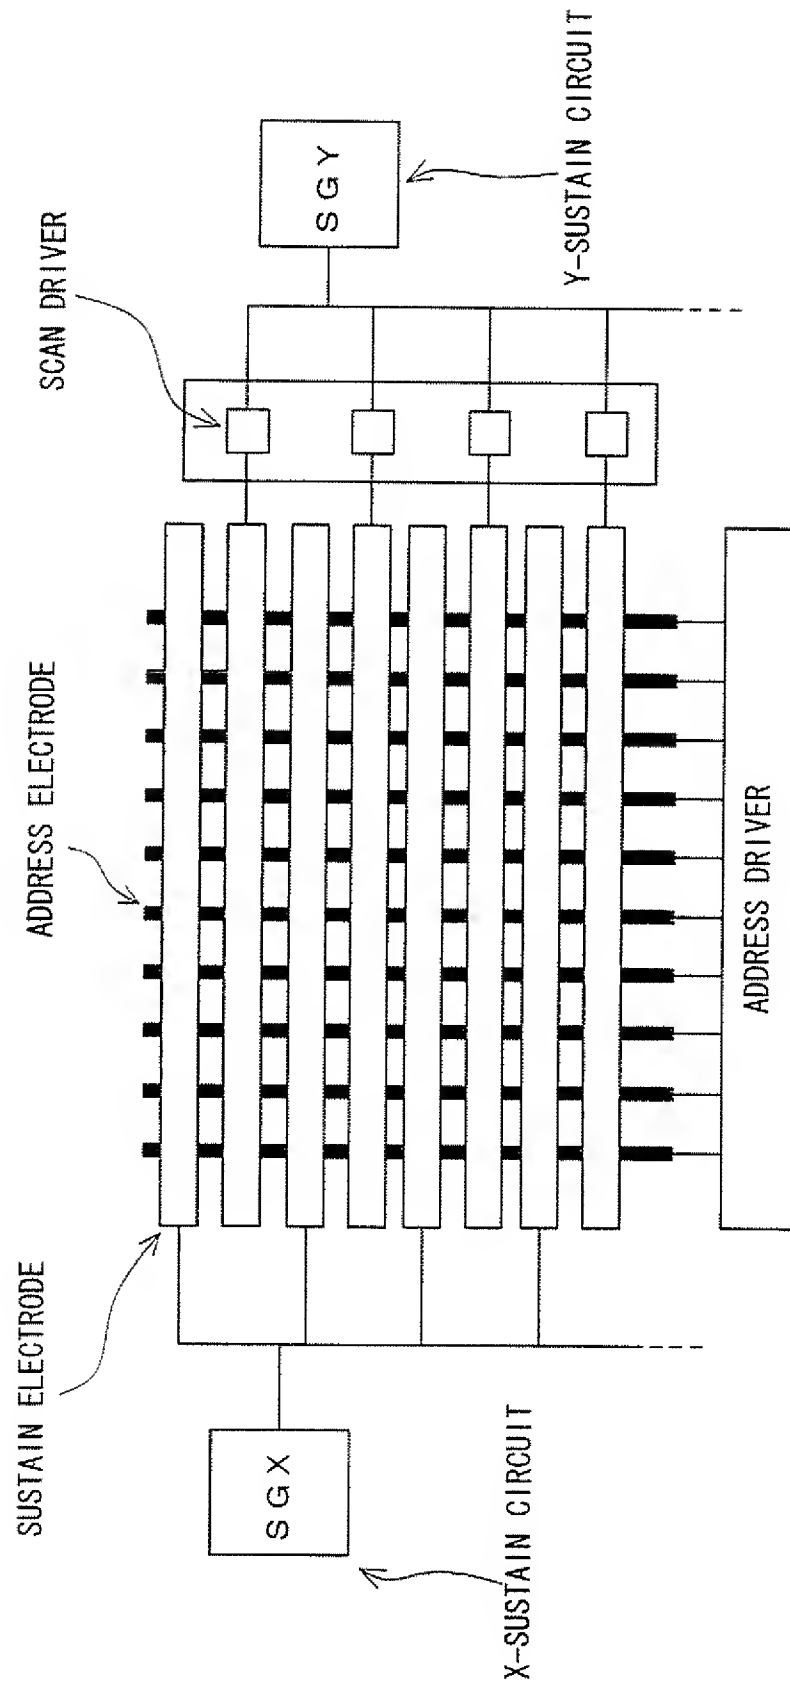 SUSTAIN ELECTRODE
ADDRESS ELECTRODE
SCAN DRIVER
SGX
SGY
X-SUSTAIN CIRCUIT
Y-SUSTAIN CIRCUIT
ADDRESS DRIVER